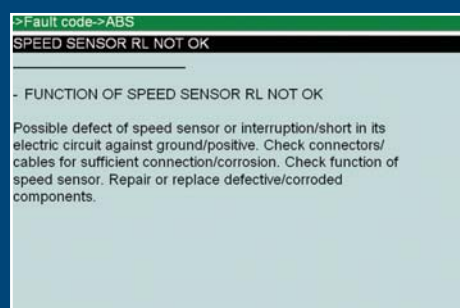 ->Fault code->ABS
SPEED SENSOR RL NOT OK
- FUNCTION OF SPEED SENSOR RL NOT OK
Possible defect of speed sensor or interruption/short in its
electric circuit against ground/positive. Check connectors/
cables for sufficient connection/corrosion. Check function of
speed sensor. Repair or replace defective/corroded
components.